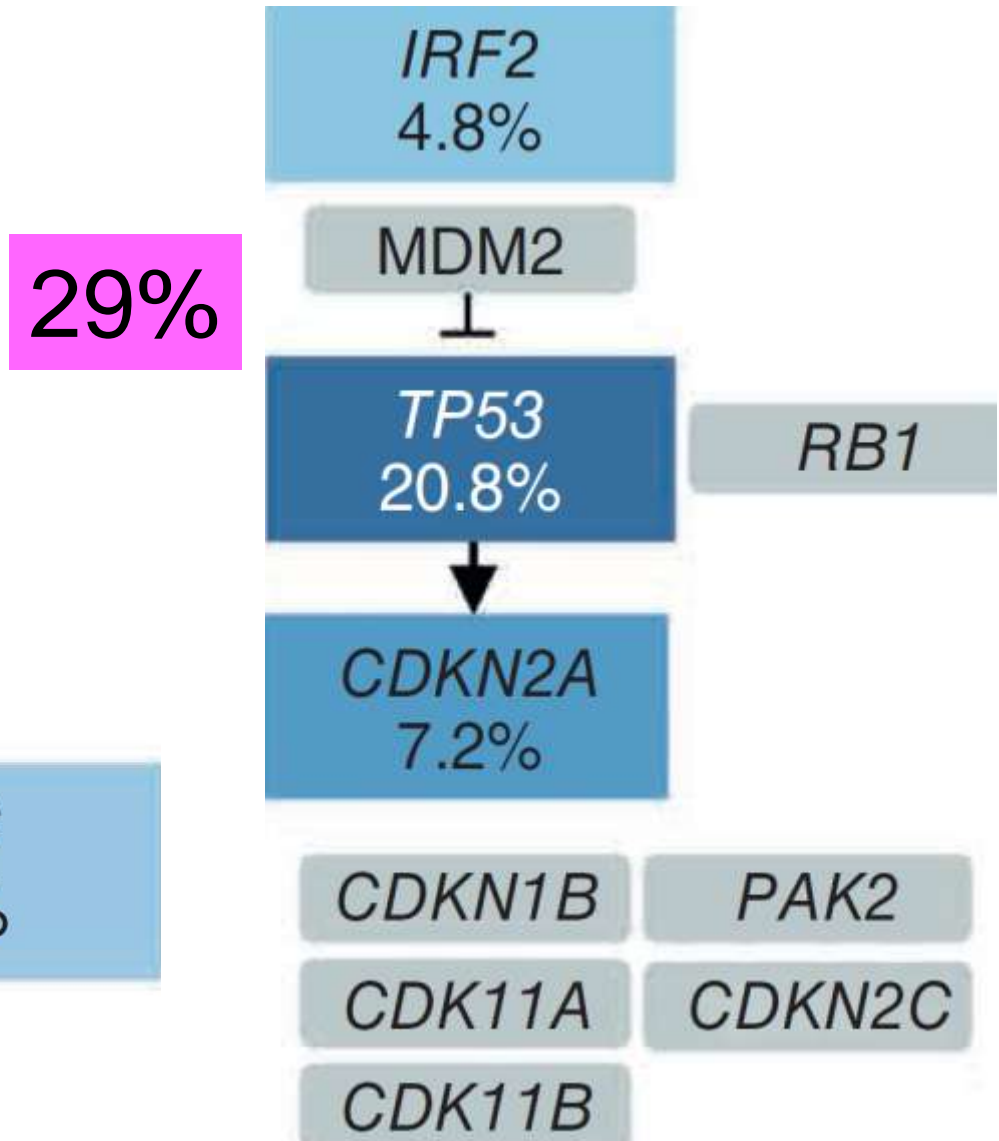 IRF2
4.8%
MDM2
29%
TP53
20.8%
RB1
CDKN2A
7.2%
CDKN1B
PAK2
CDK11A
CDKN2C
CDK11B